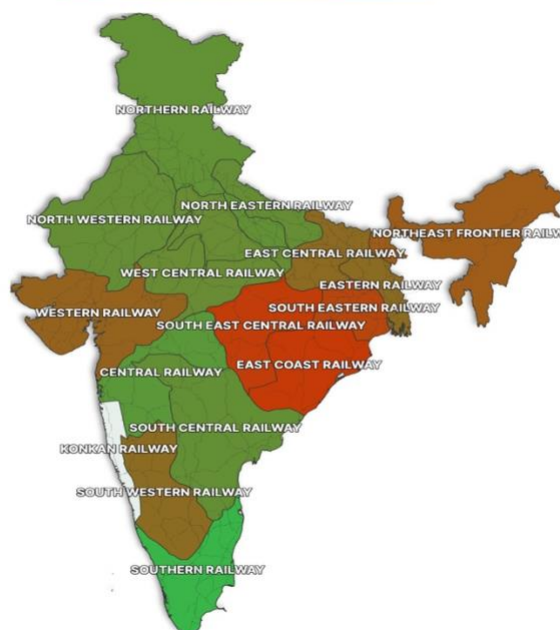 NORTHERN RAILWAY
NORTH EASTERN RAILWAY
NORTH WESTERN RAILWAY
NORTHEAST FRONTIER RAILW
EAST CENTRAL RAILWAY
WEST CENTRAL RAILWAY
EASTERN RAILWAY
SOUTH EASTERN RAILWAY
WESTERN RAILWAY
SOUTH EAST CENTRAL RAILWAY
EAST COAST RAILWAY
CENTRAL RAILWAY
SOUTH CENTRAL RAILWAY
KONKAN RAILWAY
SOUTH WESTERN RAILWAY
SOUTHERN RAILWAY